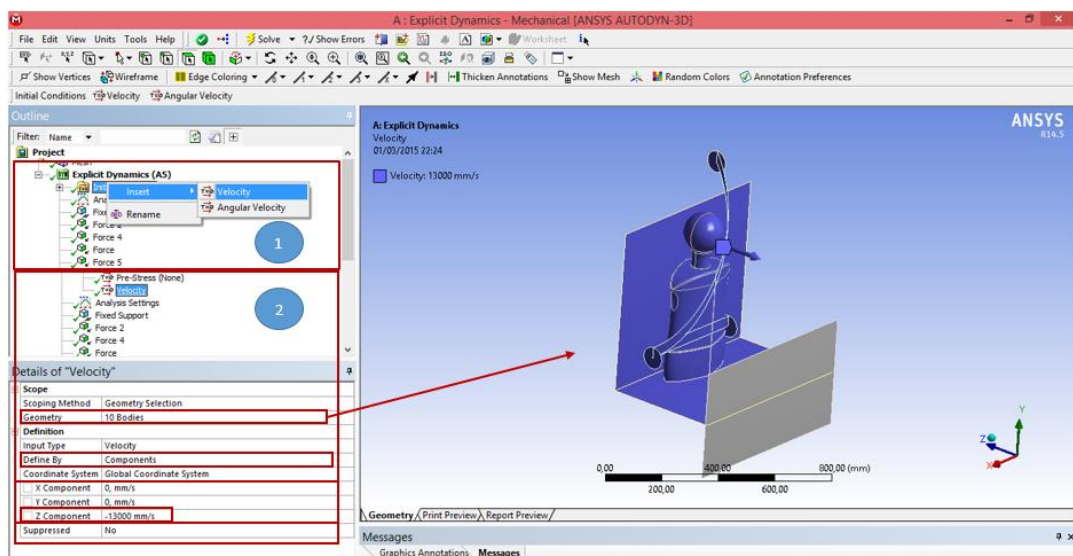 A : Explicit Dynamics - Mechanical [ANSYS AUTODYN-3D]
File Edit View Units Tools Help Solve ?/ Show Errors Worksheet
Show Vertices Wireframe Edge Coloring Thicken Annotations Show Mesh Random Colors Annotation Preferences
Initial Conditions Velocity Angular Velocity
Outline
Filter: Name
Project
Mesh
Explicit Dynamics (A5)
Insert
Velocity
Angular Velocity
Rename
Force 4
Force
Force 5
1
Pre-Stress (None)
Velocity
Analysis Settings
Fixed Support
Force 2
Force 4
Force
2
Details of "Velocity"
Scope
Scoping Method Geometry Selection
Geometry 10 Bodies
Definition
Input Type Velocity
Define By Components
Coordinate System Global Coordinate System
X Component 0, mm/s
Y Component 0, mm/s
Z Component -13000 mm/s
Suppressed No
A: Explicit Dynamics
Velocity
01/03/2015 22:24
Velocity: 13000 mm/s
ANSYS
R14.5
Y
Z
X
0,00 400,00 800,00 (mm)
200,00 600,00
Geometry Print Preview Report Preview
Messages
Graphics Annotations Messages